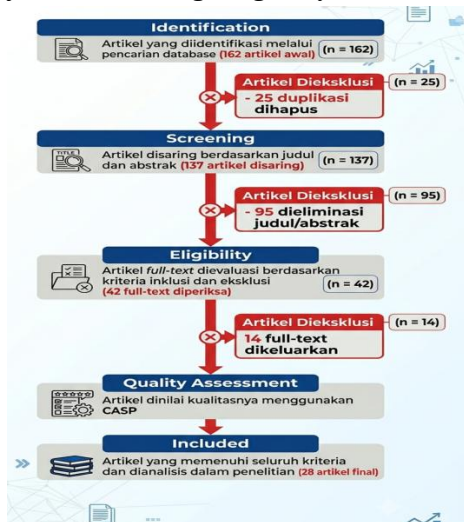 Identification
Artikel yang diidentifikasi melalui
pencarian database (162 artikel awal)
(n = 162)
Artikel Dieksklusi
(n = 25)
- 25 duplikasi
dihapus
Screening
TITLE
Artikel disaring berdasarkan judul
dan abstrak (137 artikel disaring)
(n = 137)
Artikel Dieksklusi
(n = 95)
- 95 dieliminasi
judul/abstrak
Eligibility
Artikel full-text dievaluasi berdasarkan
kriteria inklusi dan eksklusi
(42 full-text diperiksa)
(n = 42)
Artikel Dieksklusi
(n = 14)
14 full-text
dikeluarkan
Quality Assessment
Artikel dinilai kualitasnya menggunakan
CASP
Included
Artikel yang memenuhi seluruh kriteria
dan dianalisis dalam penelitian (28 artikel final)